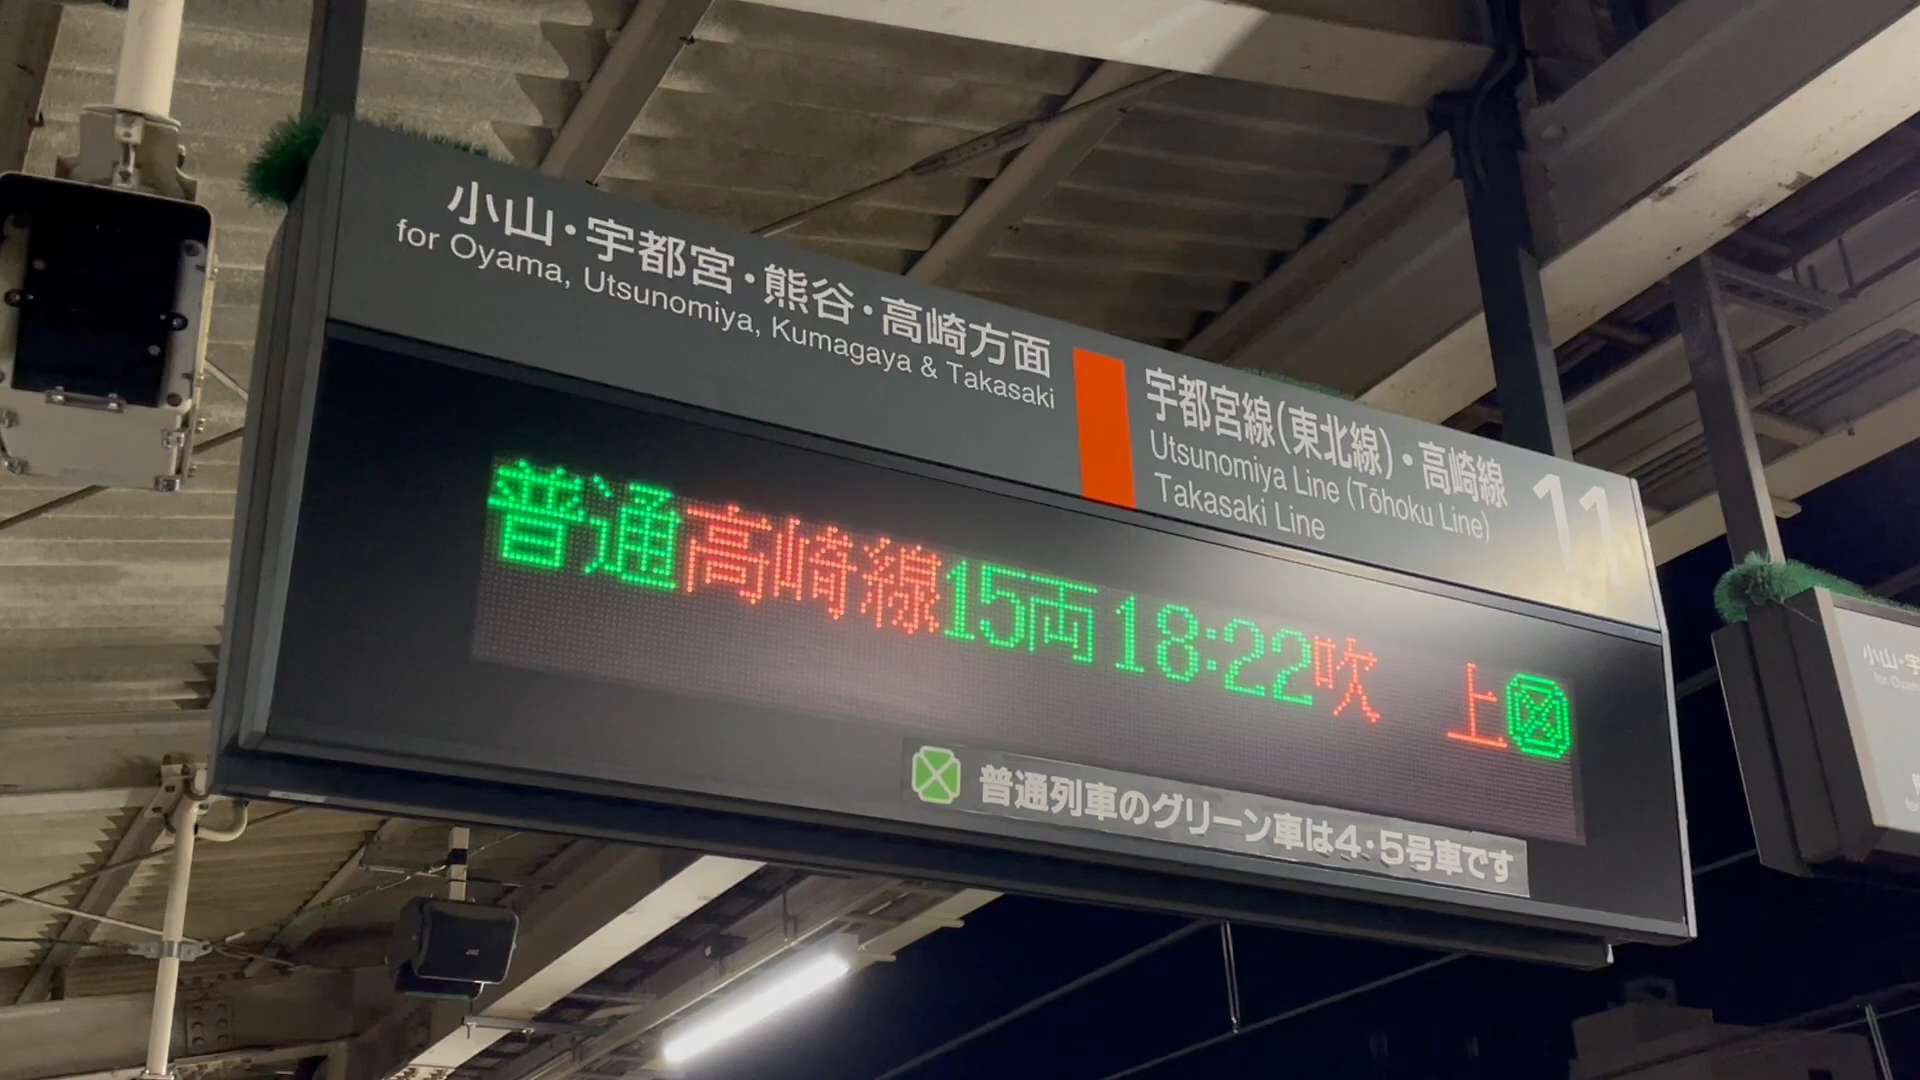 小山・宇都宮・熊谷・高崎方面
for Oyama, Utsunomiya, Kumagaya & Takasaki
宇都宮線(東北線)・高崎線
Utsunomiya Line (Tōhoku Line)
Takasaki Line
11
普通高崎線15両18:22吹 上
普通列車のグリーン車は4・5号車です
小山・宇